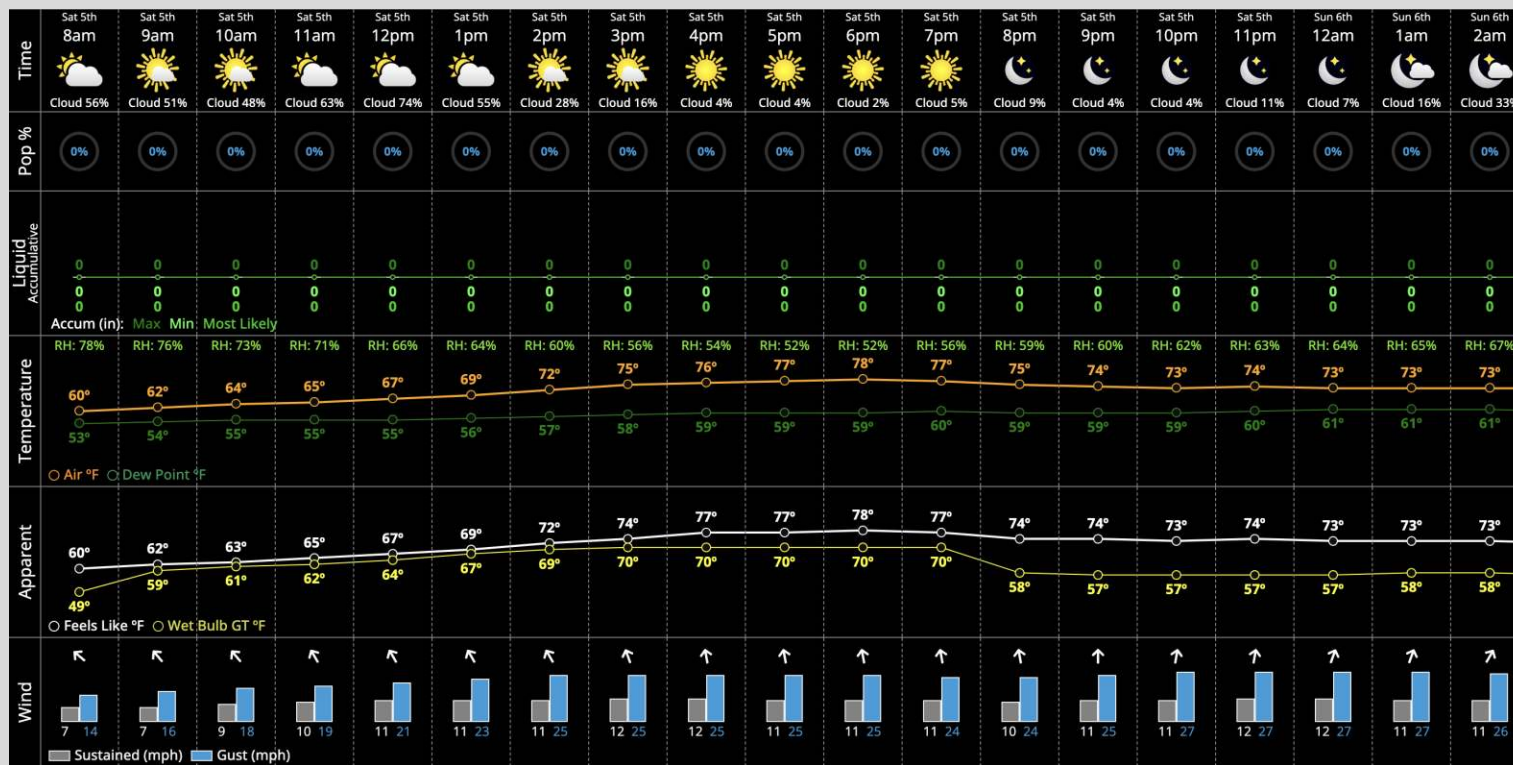 Time
Sat 5th Sat 5th Sat 5th Sat 5th Sat 5th Sat 5th Sat 5th Sat 5th Sat 5th Sat 5th Sat 5th Sat 5th Sat 5th Sat 5th Sat 5th Sat 5th Sun 6th Sun 6th Sun 6th
8am 9am 10am 11am 12pm 1pm 2pm 3pm 4pm 5pm 6pm 7pm 8pm 9pm 10pm 11pm 12am 1am 2am
Cloud 56% Cloud 51% Cloud 48% Cloud 63% Cloud 74% Cloud 55% Cloud 28% Cloud 16% Cloud 4% Cloud 4% Cloud 2% Cloud 5% Cloud 9% Cloud 4% Cloud 4% Cloud 11% Cloud 7% Cloud 16% Cloud 33%
Pop %
0% 0% 0% 0% 0% 0% 0% 0% 0% 0% 0% 0% 0% 0% 0% 0% 0% 0% 0%
Liquid
Accumulative
0 0 0 0 0 0 0 0 0 0 0 0 0 0 0 0 0 0 0
0 0 0 0 0 0 0 0 0 0 0 0 0 0 0 0 0 0 0
0 0 0 0 0 0 0 0 0 0 0 0 0 0 0 0 0 0 0
Accum (in): Max Min Most Likely
Temperature
RH: 78% RH: 76% RH: 73% RH: 71% RH: 66% RH: 64% RH: 60% RH: 56% RH: 54% RH: 52% RH: 52% RH: 56% RH: 59% RH: 60% RH: 62% RH: 63% RH: 64% RH: 65% RH: 67%
60° 62° 64° 65° 67° 69° 72° 75° 76° 77° 78° 77° 75° 74° 73° 74° 73° 73° 73°
53° 54° 55° 55° 55° 56° 57° 58° 59° 59° 59° 60° 59° 59° 59° 60° 61° 61° 61°
Air °F Dew Point °F
Apparent
60° 62° 63° 65° 67° 69° 72° 74° 77° 77° 78° 77° 74° 74° 73° 74° 73° 73° 73°
49° 59° 61° 62° 64° 67° 69° 70° 70° 70° 70° 70° 58° 57° 57° 57° 57° 58° 58°
Feels Like °F Wet Bulb GT °F
Wind
7 14 7 16 9 18 10 19 11 21 11 23 11 25 12 25 12 25 11 25 11 25 11 24 10 24 11 25 11 27 12 27 12 27 11 27 11 26
Sustained (mph) Gust (mph)